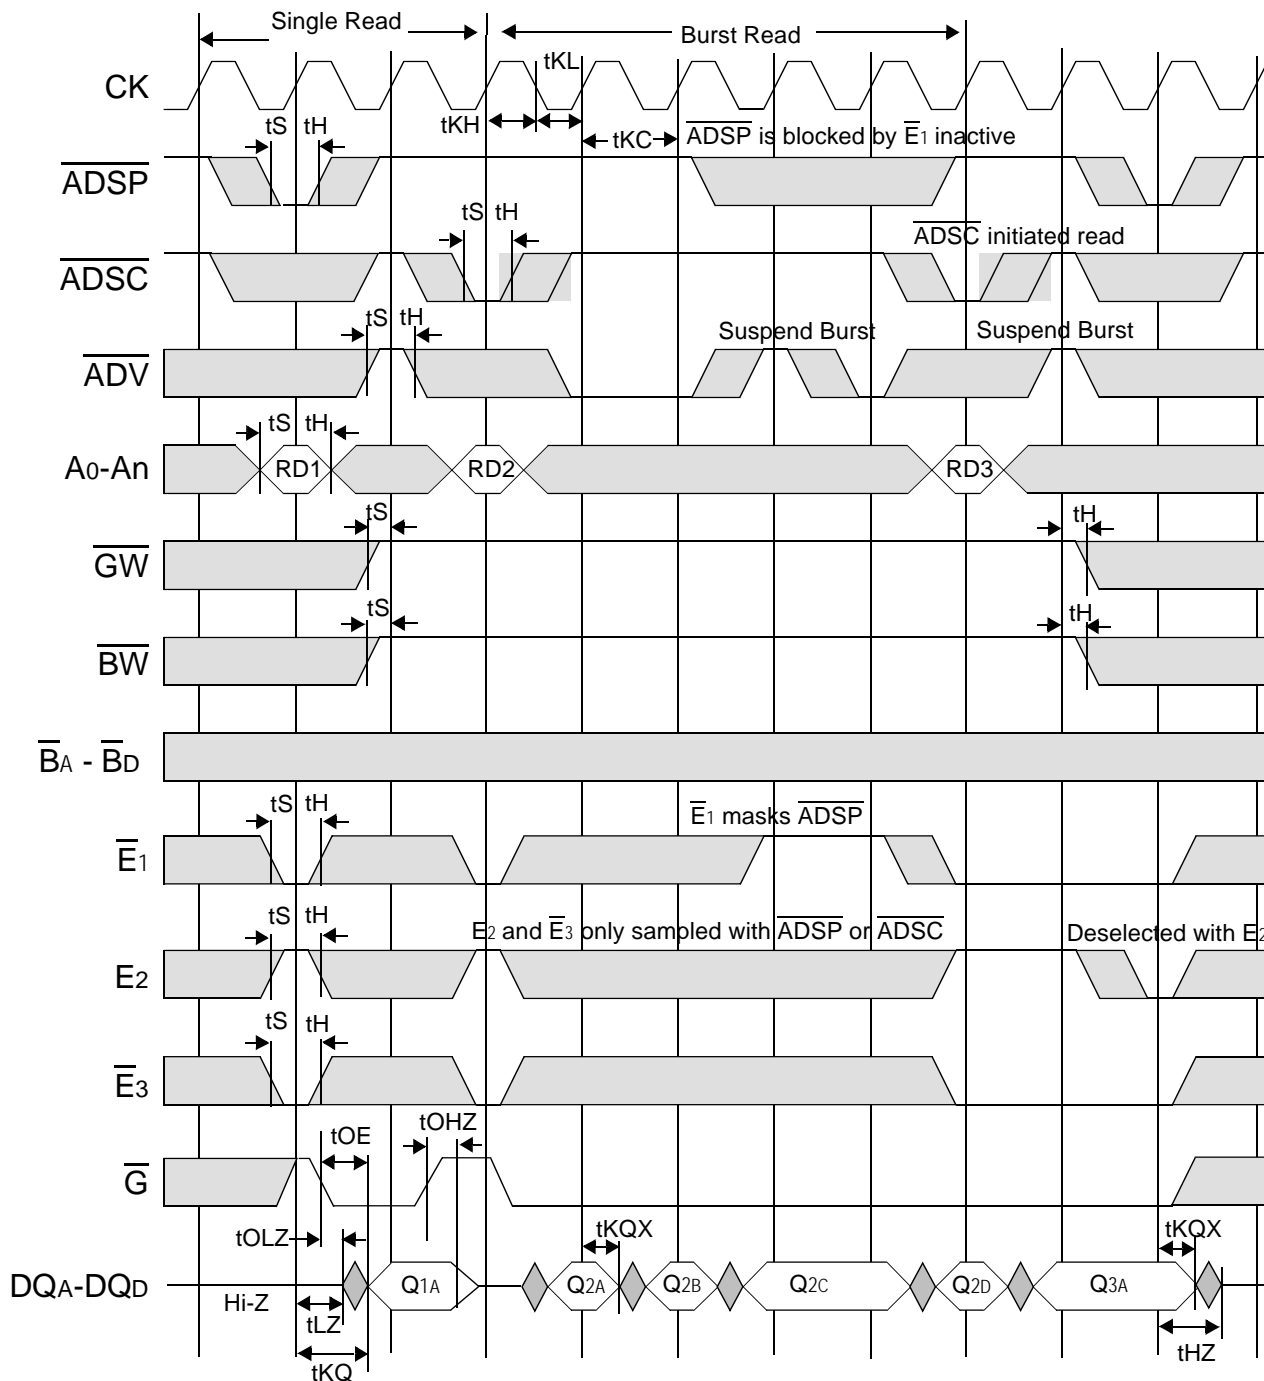 Single Read
Burst Read
CK
tKL
tKH
tKC
tS tH
ADSP is blocked by E1 inactive
ADSP
tS tH
ADSC initiated read
ADSC
tS tH
Suspend Burst
Suspend Burst
ADV
tS tH
A0-An
RD1
RD2
RD3
tS
tH
GW
tS
tH
BW
BA - BD
tS tH
E1 masks ADSP
E1
tS tH
E2 and E3 only sampled with ADSP or ADSC
Deselected with E2
E2
tS tH
E3
tOE
tOHZ
G
tOLZ
tKQX
tKQX
DQA-DQD
Q1A
Q2A
Q2B
Q2C
Q2D
Q3A
Hi-Z
tLZ
tHZ
tKQ